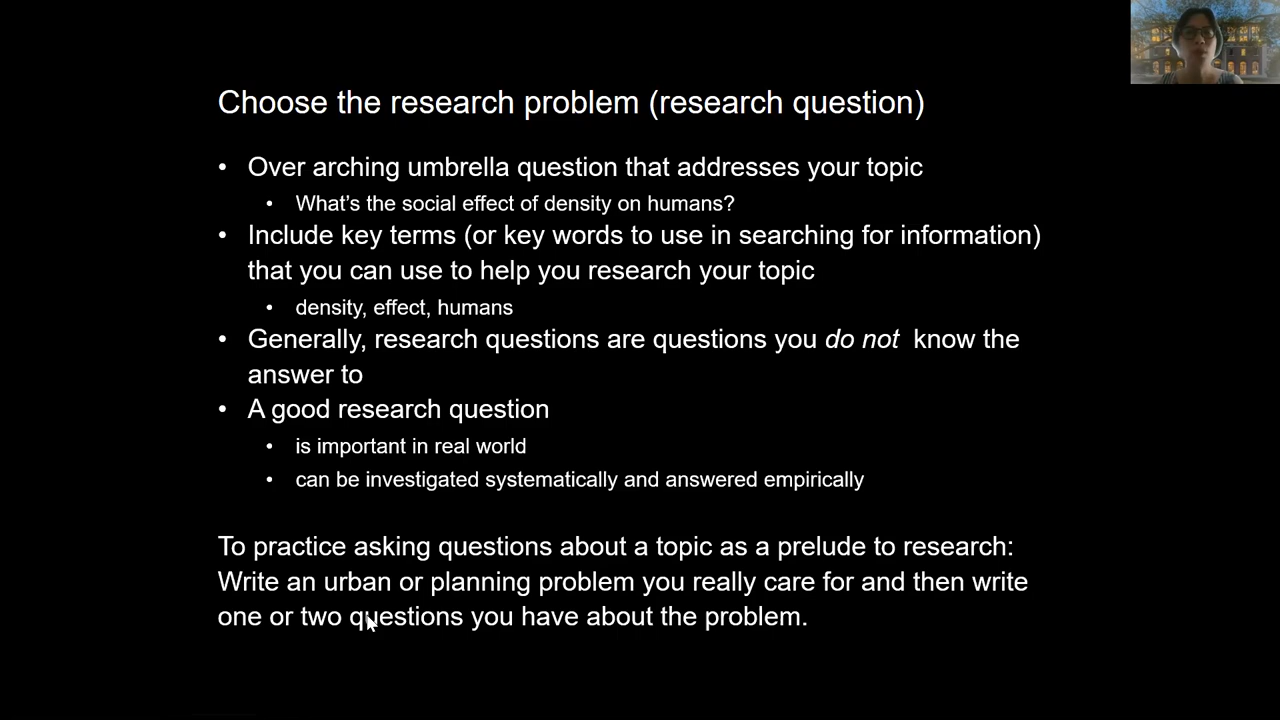 Choose the research problem (research question)
• Over arching umbrella question that addresses your topic
• What's the social effect of density on humans?
• Include key terms (or key words to use in searching for information)
that you can use to help you research your topic
• density, effect, humans
• Generally, research questions are questions you do not know the
answer to
• A good research question
• is important in real world
• can be investigated systematically and answered empirically
To practice asking questions about a topic as a prelude to research:
Write an urban or planning problem you really care for and then write
one or two questions you have about the problem.